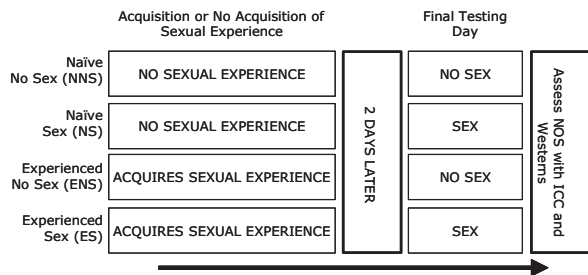 Acquisition or No Acquisition of
Sexual Experience
Final Testing
Day
Naïve
No Sex (NNS)
NO SEXUAL EXPERIENCE
NO SEX
Naïve
Sex (NS)
NO SEXUAL EXPERIENCE
SEX
Experienced
No Sex (ENS)
ACQUIRES SEXUAL EXPERIENCE
NO SEX
Experienced
Sex (ES)
ACQUIRES SEXUAL EXPERIENCE
SEX
2 DAYS LATER
Assess NOS with ICC and
Westerns